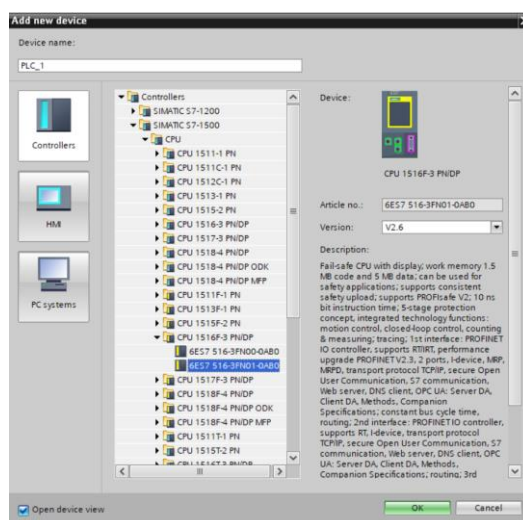 Add new device
Device name:
PLC_1
Controllers
HMI
PC systems
Controllers
SIMATIC S7-1200
SIMATIC S7-1500
CPU
CPU 1511-1 PN
CPU 1511C-1 PN
CPU 1512C-1 PN
CPU 1513-1 PN
CPU 1515-2 PN
CPU 1516-3 PN/DP
CPU 1517-3 PN/DP
CPU 1518-4 PN/DP
CPU 1518-4 PN/DP ODK
CPU 1518-4 PN/DP MFP
CPU 1511F-1 PN
CPU 1513F-1 PN
CPU 1515F-2 PN
CPU 1516F-3 PN/DP
6ES7 516-3FN00-0AB0
6ES7 516-3FN01-0AB0
CPU 1517F-3 PN/DP
CPU 1518F-4 PN/DP
CPU 1518F-4 PN/DP ODK
CPU 1518F-4 PN/DP MFP
CPU 1511T-1 PN
CPU 1515T-2 PN
CPU 1516T-3 PN/DP
Device:
CPU 1516F-3 PN/DP
Article no.: 6ES7 516-3FN01-0AB0
Version: V2.6
Description:
Fail-safe CPU with display; work memory 1.5
MB code and 5 MB data; can be used for
safety applications; supports consistent
safety upload; supports PROFIsafe V2; 10 ns
bit instruction time; 5-stage protection
concept, integrated technology functions:
motion control, closed-loop control, counting
& measuring; tracing; 1st interface: PROFINET
IO controller, supports RT/IRT, performance
upgrade PROFINET V2.3, 2 ports, I-device, MRP,
MRPD, transport protocol TCP/IP, secure Open
User Communication, S7 communication,
Web server, DNS client, OPC UA: Server DA,
Client DA, Methods, Companion
Specifications; constant bus cycle time,
routing; 2nd interface: PROFINET IO controller,
supports RT, I-device, transport protocol
TCP/IP, secure Open User Communication, S7
communication, Web server, DNS client, OPC
UA: Server DA, Client DA, Methods,
Companion Specifications; routing; 3rd
Open device view
OK
Cancel